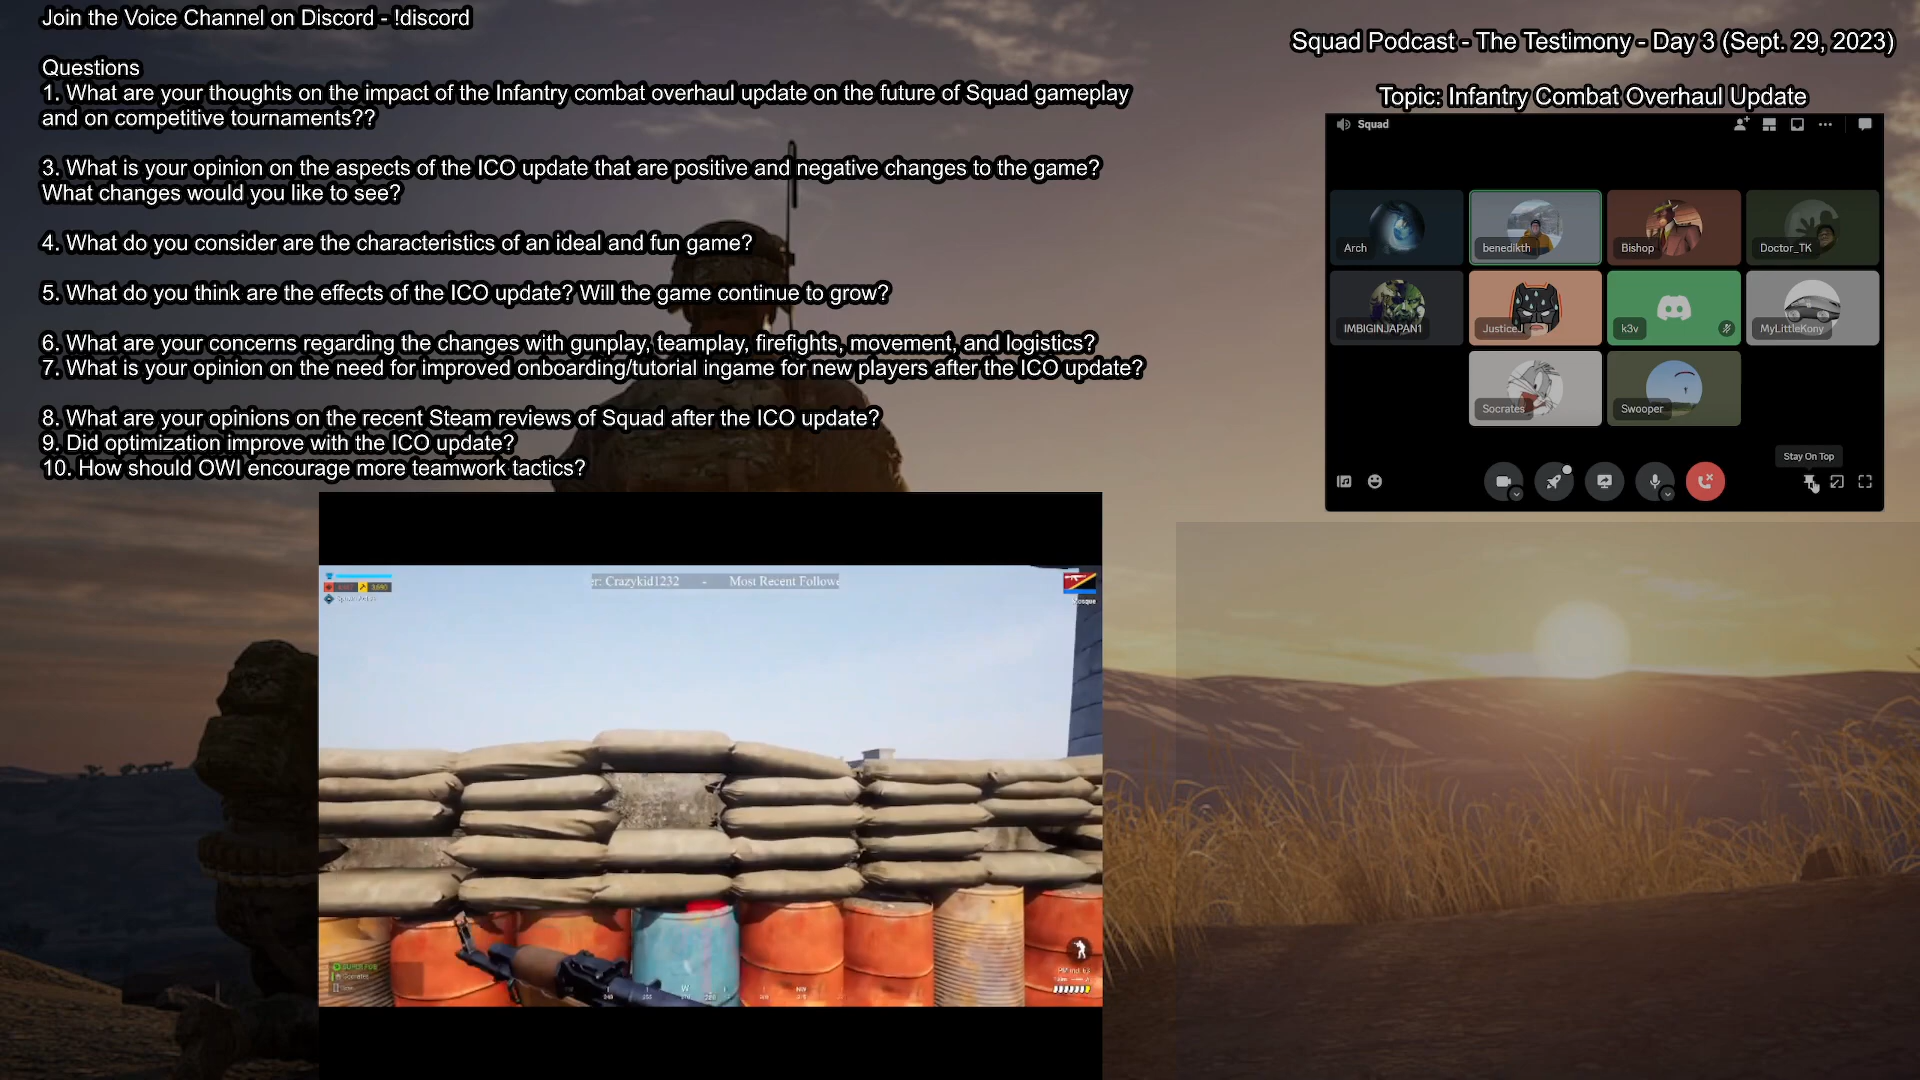 Join the Voice Channel on Discord - !discord
Questions
1. What are your thoughts on the impact of the Infantry combat overhaul update on the future of Squad gameplay
and on competitive tournaments??
3. What is your opinion on the aspects of the ICO update that are positive and negative changes to the game?
What changes would you like to see?
4. What do you consider are the characteristics of an ideal and fun game?
5. What do you think are the effects of the ICO update? Will the game continue to grow?
6. What are your concerns regarding the changes with gunplay, teamplay, firefights, movement, and logistics?
7. What is your opinion on the need for improved onboarding/tutorial ingame for new players after the ICO update?
8. What are your opinions on the recent Steam reviews of Squad after the ICO update?
9. Did optimization improve with the ICO update?
10. How should OWI encourage more teamwork tactics?
Squad Podcast - The Testimony - Day 3 (Sept. 29, 2023)
Topic: Infantry Combat Overhaul Update
Squad
Arch
benedikth
Bishop
Doctor_TK
IMBIGINJAPAN1
JusticeJ
k3v
MyLittleKony
Socrates
Swooper
Stay On Top
er: Crazykid1232 - Most Recent Followe
W